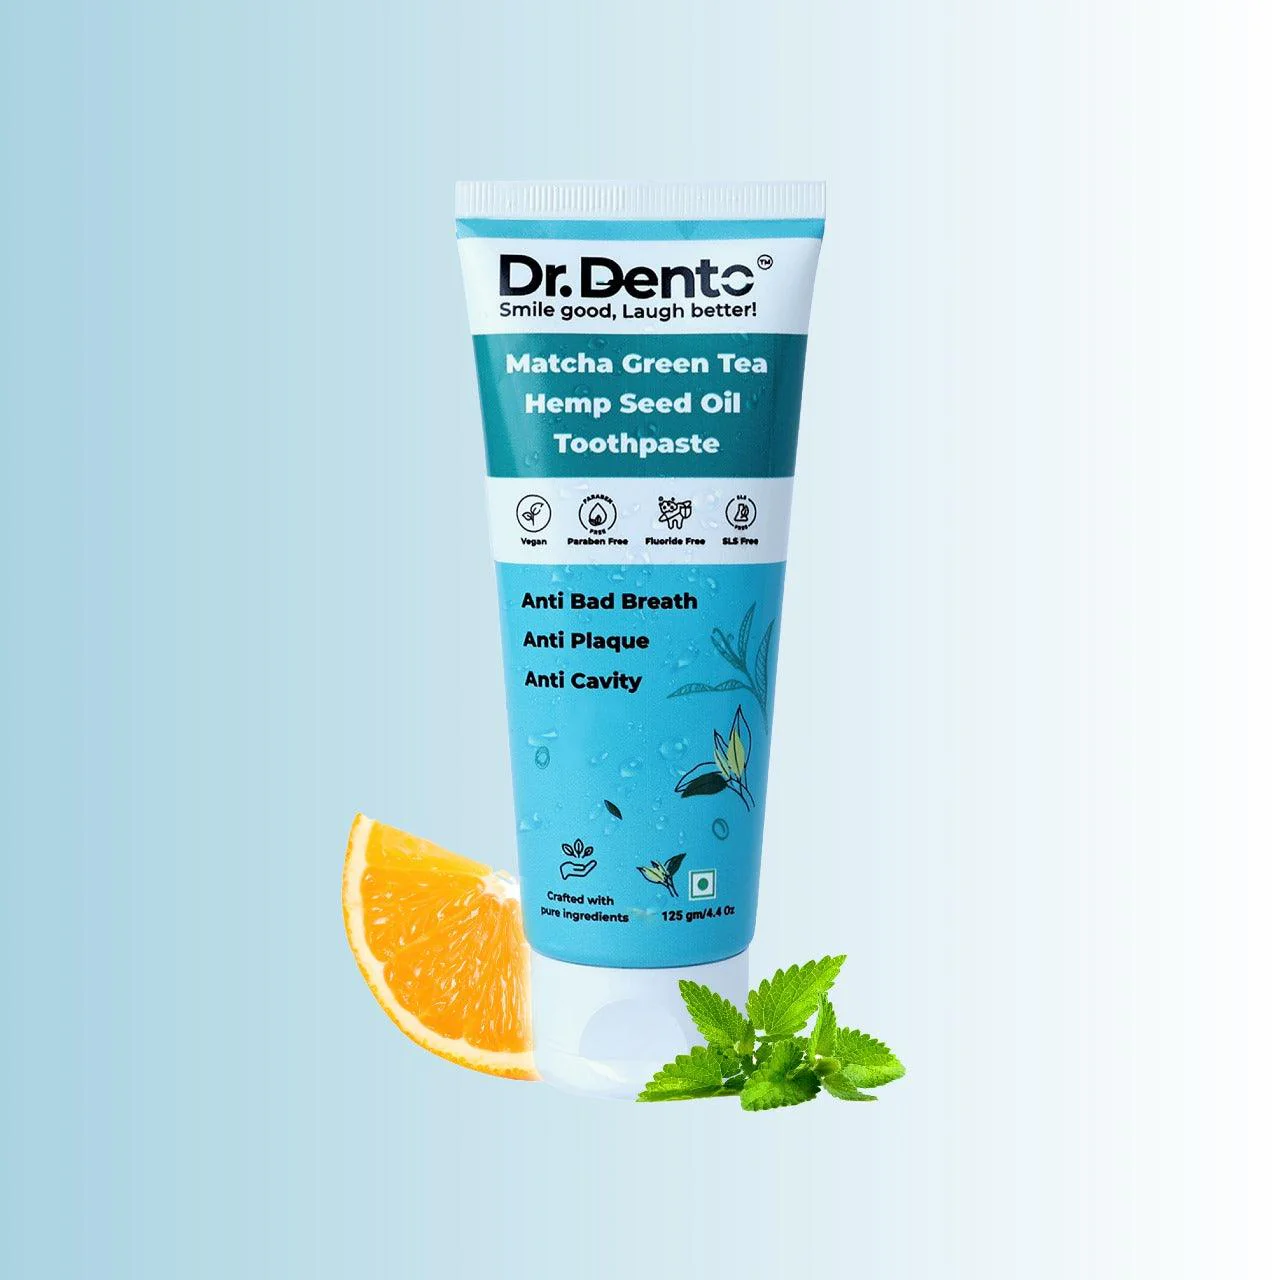 Dr. Dento™
Smile good, Laugh better!
Matcha Green Tea
Hemp Seed Oil
Toothpaste
PARABEN FREE
SLS FREE
Vegan
Paraben Free
Fluoride Free
SLS Free
Anti Bad Breath
Anti Plaque
Anti Cavity
Crafted with
pure ingredients
125 gm/4.4 Oz